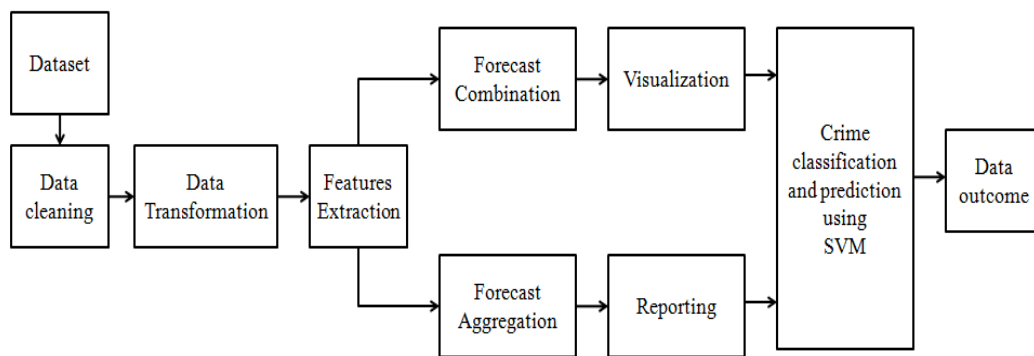 Dataset
Data
cleaning
Data
Transformation
Features
Extraction
Forecast
Combination
Visualization
Forecast
Aggregation
Reporting
Crime
classification
and prediction
using
SVM
Data
outcome